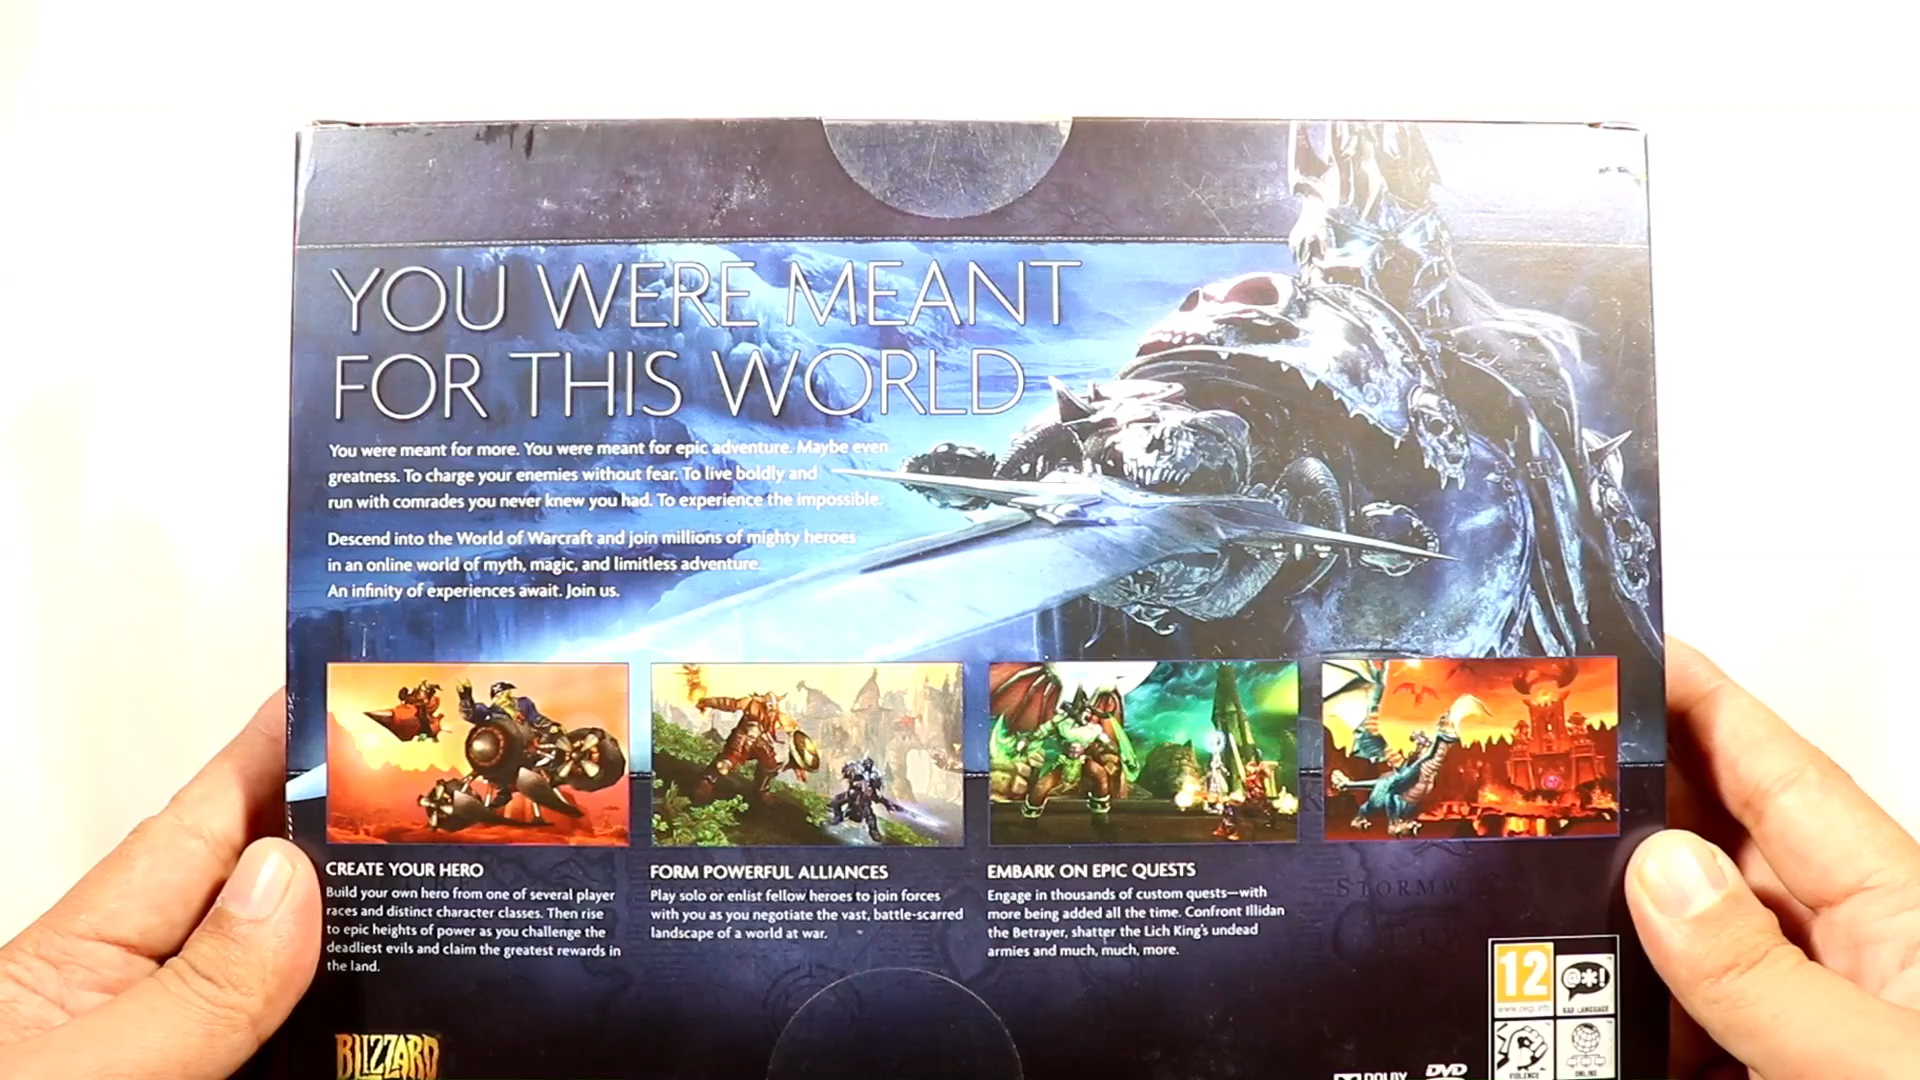 YOU WERE MEANT
FOR THIS WORLD
You were meant for more. You were meant for epic adventure. Maybe even
greatness. To charge your enemies without fear. To live boldly and
run with comrades you never knew you had. To experience the impossible.
Descend into the World of Warcraft and join millions of mighty heroes
in an online world of myth, magic, and limitless adventure.
An infinity of experiences await. Join us.
CREATE YOUR HERO
Build your own hero from one of several player
races and distinct character classes. Then rise
to epic heights of power as you challenge the
deadliest evils and claim the greatest rewards in
the land.
FORM POWERFUL ALLIANCES
Play solo or enlist fellow heroes to join forces
with you as you negotiate the vast, battle-scarred
landscape of a world at war.
EMBARK ON EPIC QUESTS
Engage in thousands of custom quests—with
more being added all the time. Confront Illidan
the Betrayer, shatter the Lich King's undead
armies and much, much, more.
BLIZZARD
DOLBY
DVD
12
www.pegi.info
@*!
BAD LANGUAGE
VIOLENCE
ONLINE